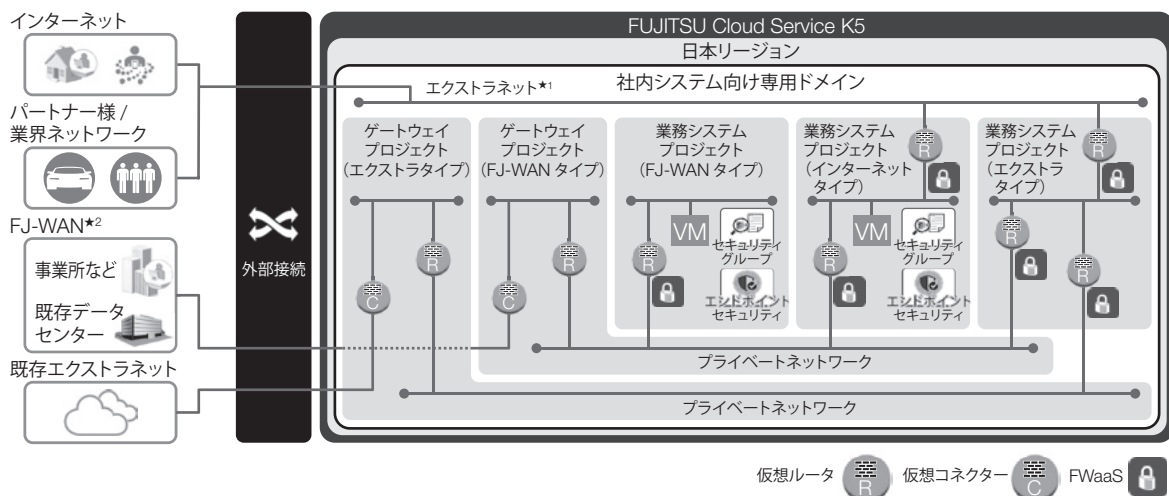 FUJITSU Cloud Service K5
日本リージョン
社内システム向け専用ドメイン
エクストラネット★1
インターネット
パートナー様 /
業界ネットワーク
FJ-WAN★2
事業所など
既存データ
センター
既存エクストラネット
外部接続
ゲートウェイ
プロジェクト
(エクストラタイプ)
C
R
ゲートウェイ
プロジェクト
(FJ-WAN タイプ)
C
R
業務システム
プロジェクト
(FJ-WAN タイプ)
R
VM
セキュリティ
グループ
エンドポイント
セキュリティ
業務システム
プロジェクト
(インターネット
タイプ)
R
R
VM
セキュリティ
グループ
エンドポイント
セキュリティ
業務システム
プロジェクト
(エクストラ
タイプ)
R
R
R
プライベートネットワーク
プライベートネットワーク
仮想ルータ
R
仮想コネクター
C
FWaaS